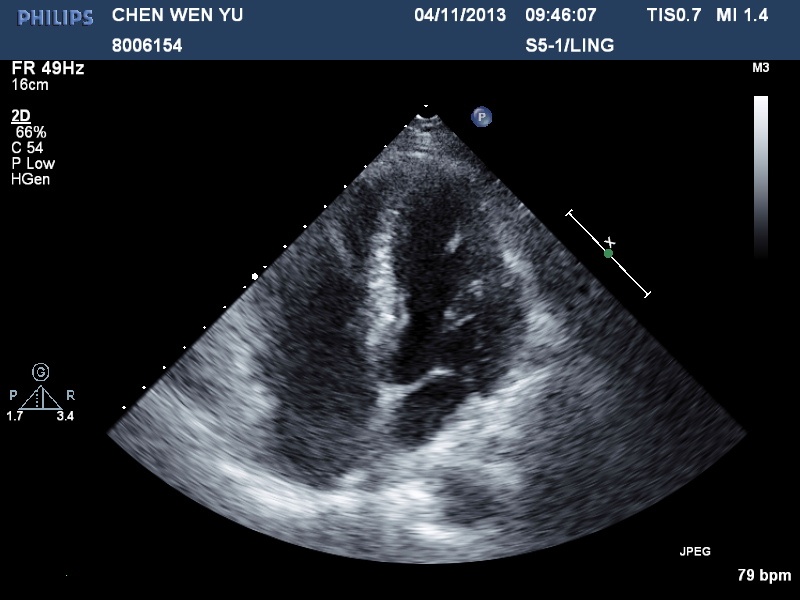 PHILIPS CHEN WEN YU 04/11/2013 09:46:07 TIS0.7 MI 1.4
8006154 S5-1/LING
FR 49Hz
16cm
M3
2D
66%
C 54
P Low
HGen
P
X
G
P R
1.7 3.4
JPEG
79 bpm